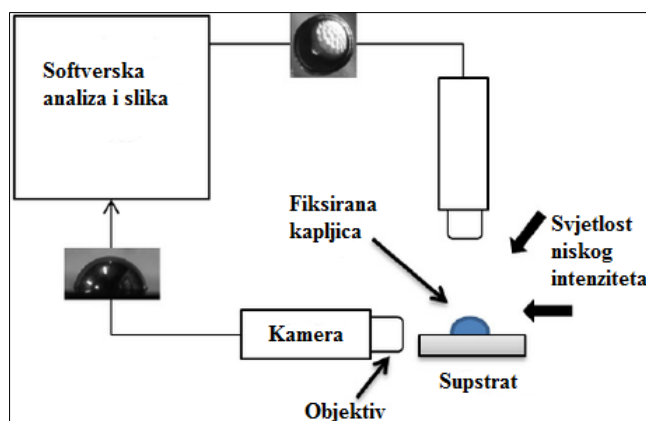 Softverska
analiza i slika
Fiksirana
kapljica
Svjetlost
niskog
intenziteta
Kamera
Supstrat
Objektiv